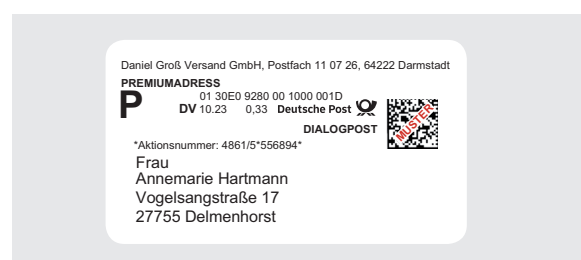 Daniel Groß Versand GmbH, Postfach 11 07 26, 64222 Darmstadt
PREMIUMADRESS
P
01 30E0 9280 00 1000 001D
DV 10.23 0,33 Deutsche Post
DIALOGPOST
MUSTER
*Aktionsnummer: 4861/5*556894*
Frau
Annemarie Hartmann
Vogelsangstraße 17
27755 Delmenhorst